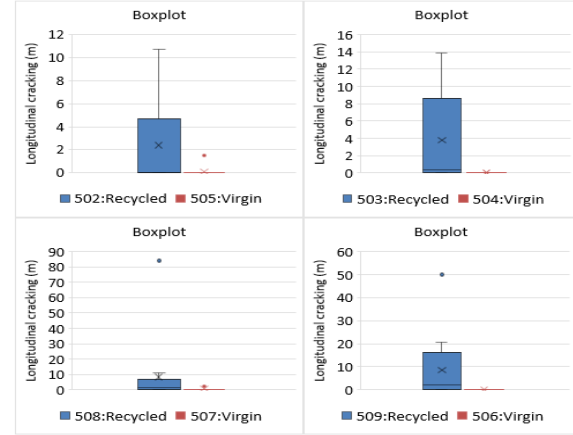 Boxplot
Longitudinal cracking (m)
12
10
8
6
4
2
0
502:Recycled 505:Virgin
Boxplot
Longitudinal cracking (m)
16
14
12
10
8
6
4
2
0
503:Recycled 504:Virgin
Boxplot
Longitudinal cracking (m)
90
80
70
60
50
40
30
20
10
0
508:Recycled 507:Virgin
Boxplot
Longitudinal cracking (m)
60
50
40
30
20
10
0
509:Recycled 506:Virgin